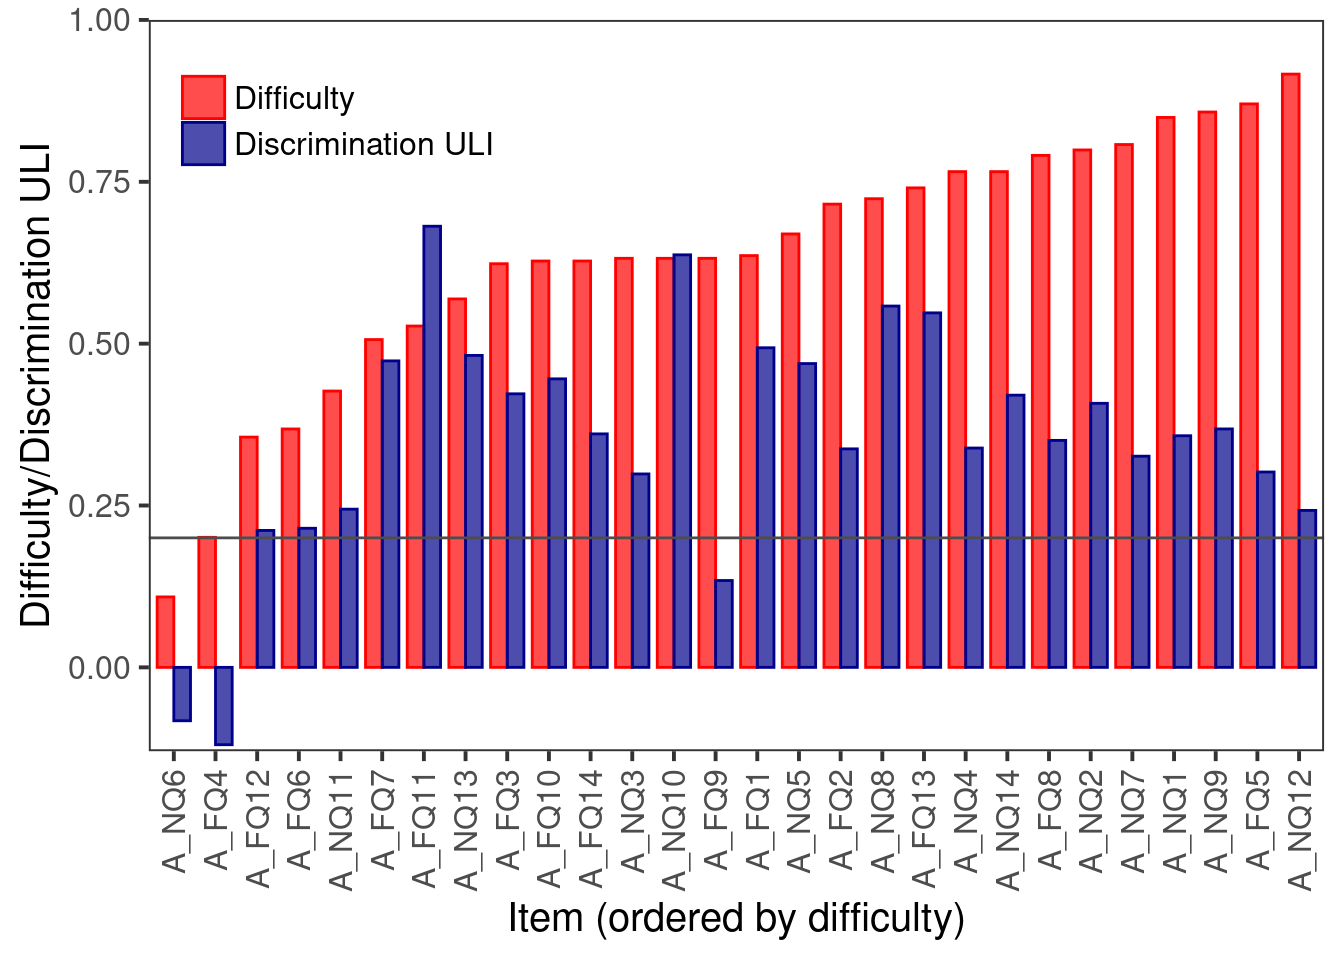 Difficulty/Discrimination ULI
1.00
0.75
0.50
0.25
0.00
Difficulty
Discrimination ULI
A_NQ6
A_FQ4
A_FQ12
A_FQ6
A_NQ11
A_FQ7
A_FQ11
A_NQ13
A_FQ3
A_FQ10
A_FQ14
A_NQ3
A_NQ10
A_FQ9
A_FQ1
A_NQ5
A_FQ2
A_NQ8
A_FQ13
A_NQ4
A_NQ14
A_FQ8
A_NQ2
A_NQ7
A_NQ1
A_NQ9
A_FQ5
A_NQ12
Item (ordered by difficulty)